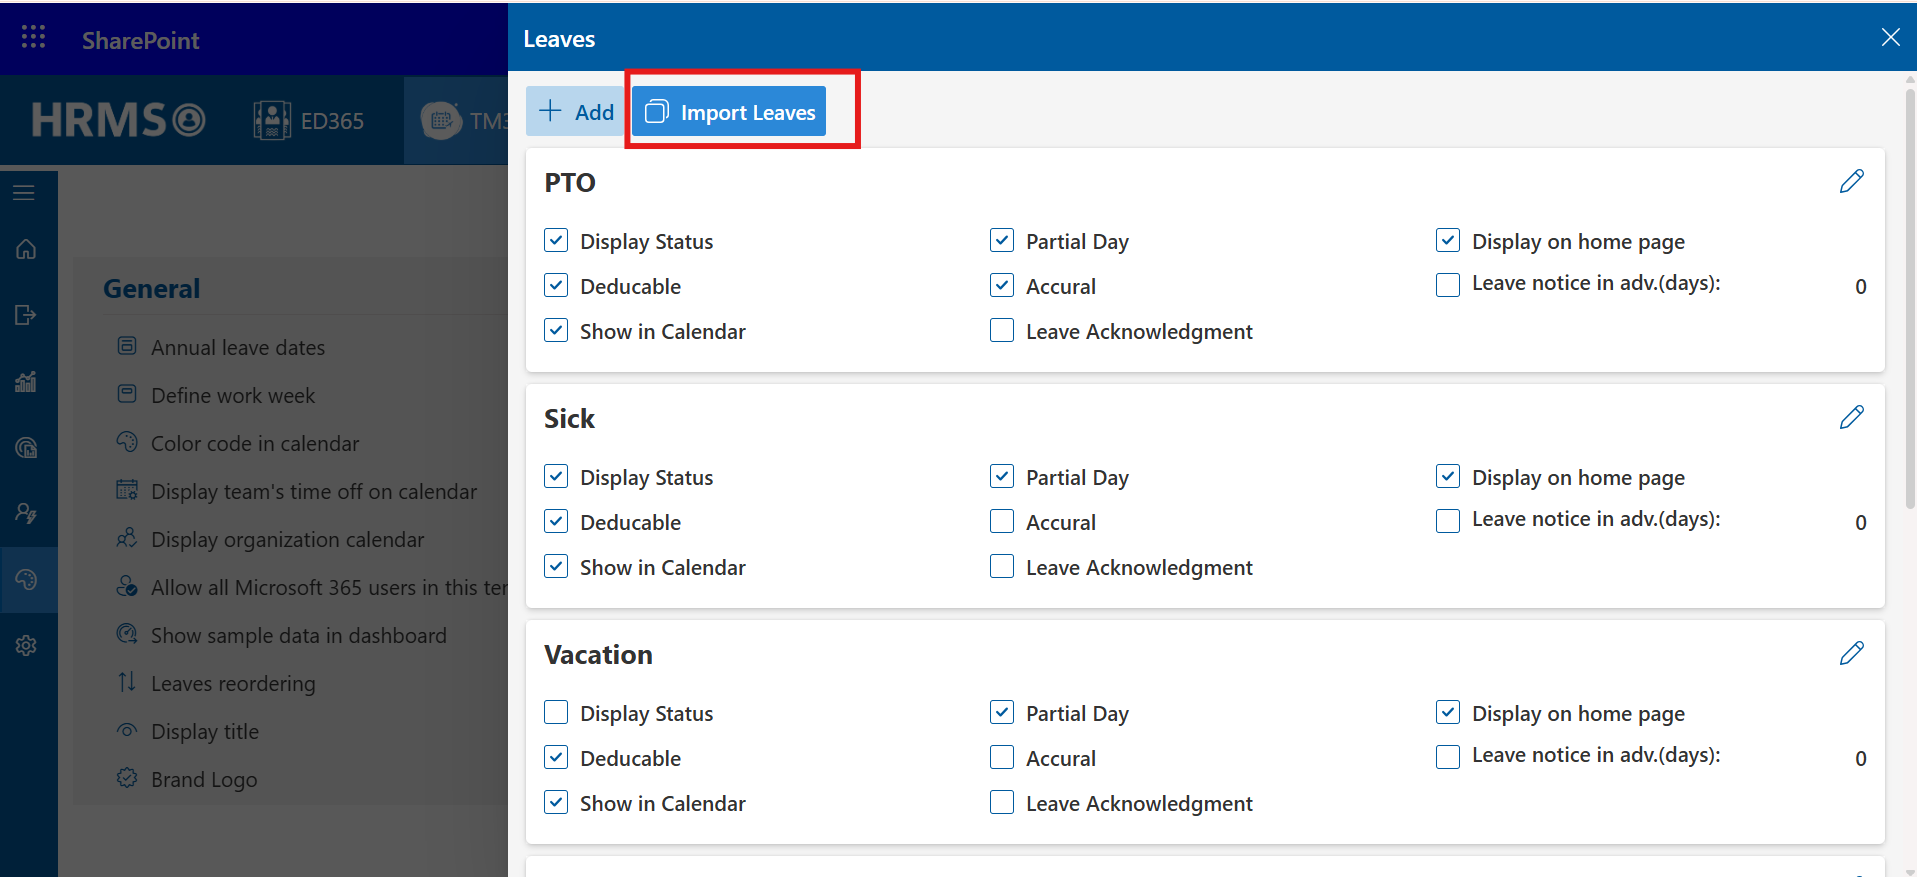 SharePoint
HRMS
ED365
General
Annual leave dates
Define work week
Color code in calendar
Display team's time off on calendar
Display organization calendar
Allow all Microsoft 365 users in this
Show sample data in dashboard
Leaves reordering
Display title
Brand Logo
Leaves
Add
Import Leaves
PTO
Display Status
Partial Day
Display on home page
Deducable
Accural
Leave notice in adv.(days):
0
Show in Calendar
Leave Acknowledgment
Sick
Display Status
Partial Day
Display on home page
Deducable
Accural
Leave notice in adv.(days):
0
Show in Calendar
Leave Acknowledgment
Vacation
Display Status
Partial Day
Display on home page
Deducable
Accural
Leave notice in adv.(days):
0
Show in Calendar
Leave Acknowledgment